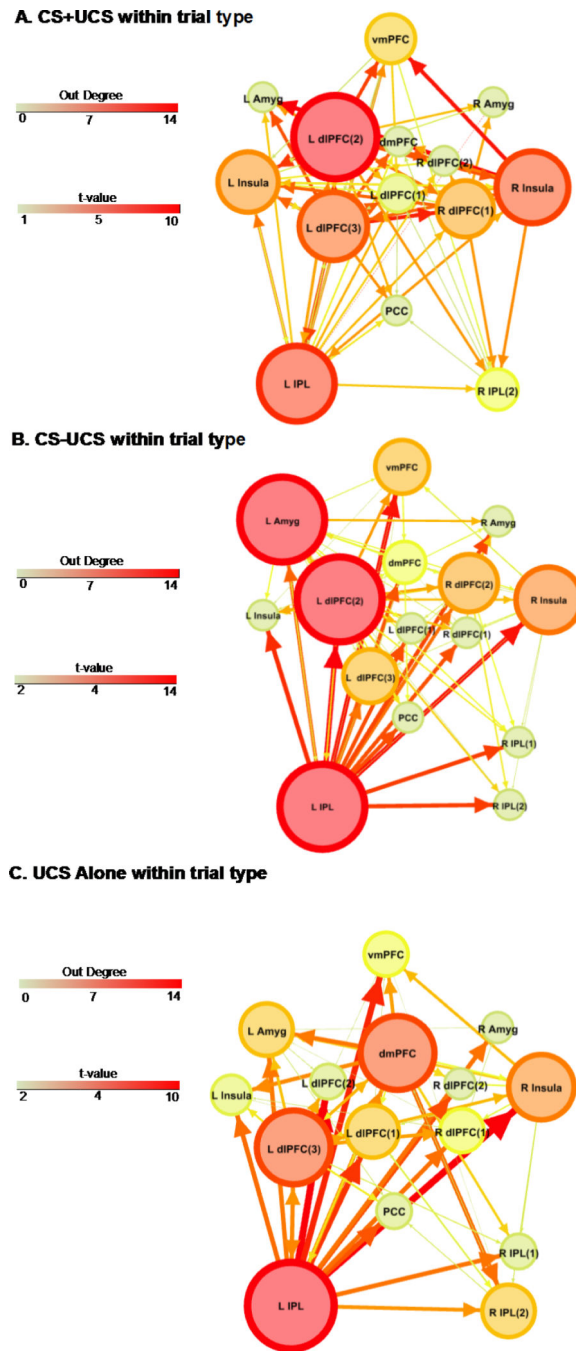 A. CS+UCS within trial type
vmPFC
Out Degree
L Amyg
R Amyg
0 7 14
L dlPFC(2)
dmPFC
R dlPFC(2)
L Insula
R Insula
t-value
L dlPFC(1)
R dlPFC(1)
1 5 10
L dlPFC(3)
PCC
L IPL
R IPL(2)
B. CS-UCS within trial type
vmPFC
L Amyg
R Amyg
Out Degree
dmPFC
0 7 14
R dlPFC(2)
L dlPFC(2)
R Insula
L Insula
L dlPFC(1)
R dlPFC(1)
t-value
L dlPFC(3)
2 4 14
PCC
R IPL(1)
L IPL
R IPL(2)
C. UCS Alone within trial type
vmPFC
Out Degree
0 7 14
L Amyg
R Amyg
dmPFC
L dlPFC(2)
R dlPFC(2)
t-value
L Insula
R Insula
2 4 10
L dlPFC(1)
R dlPFC(1)
L dlPFC(3)
PCC
R IPL(1)
L IPL
R IPL(2)